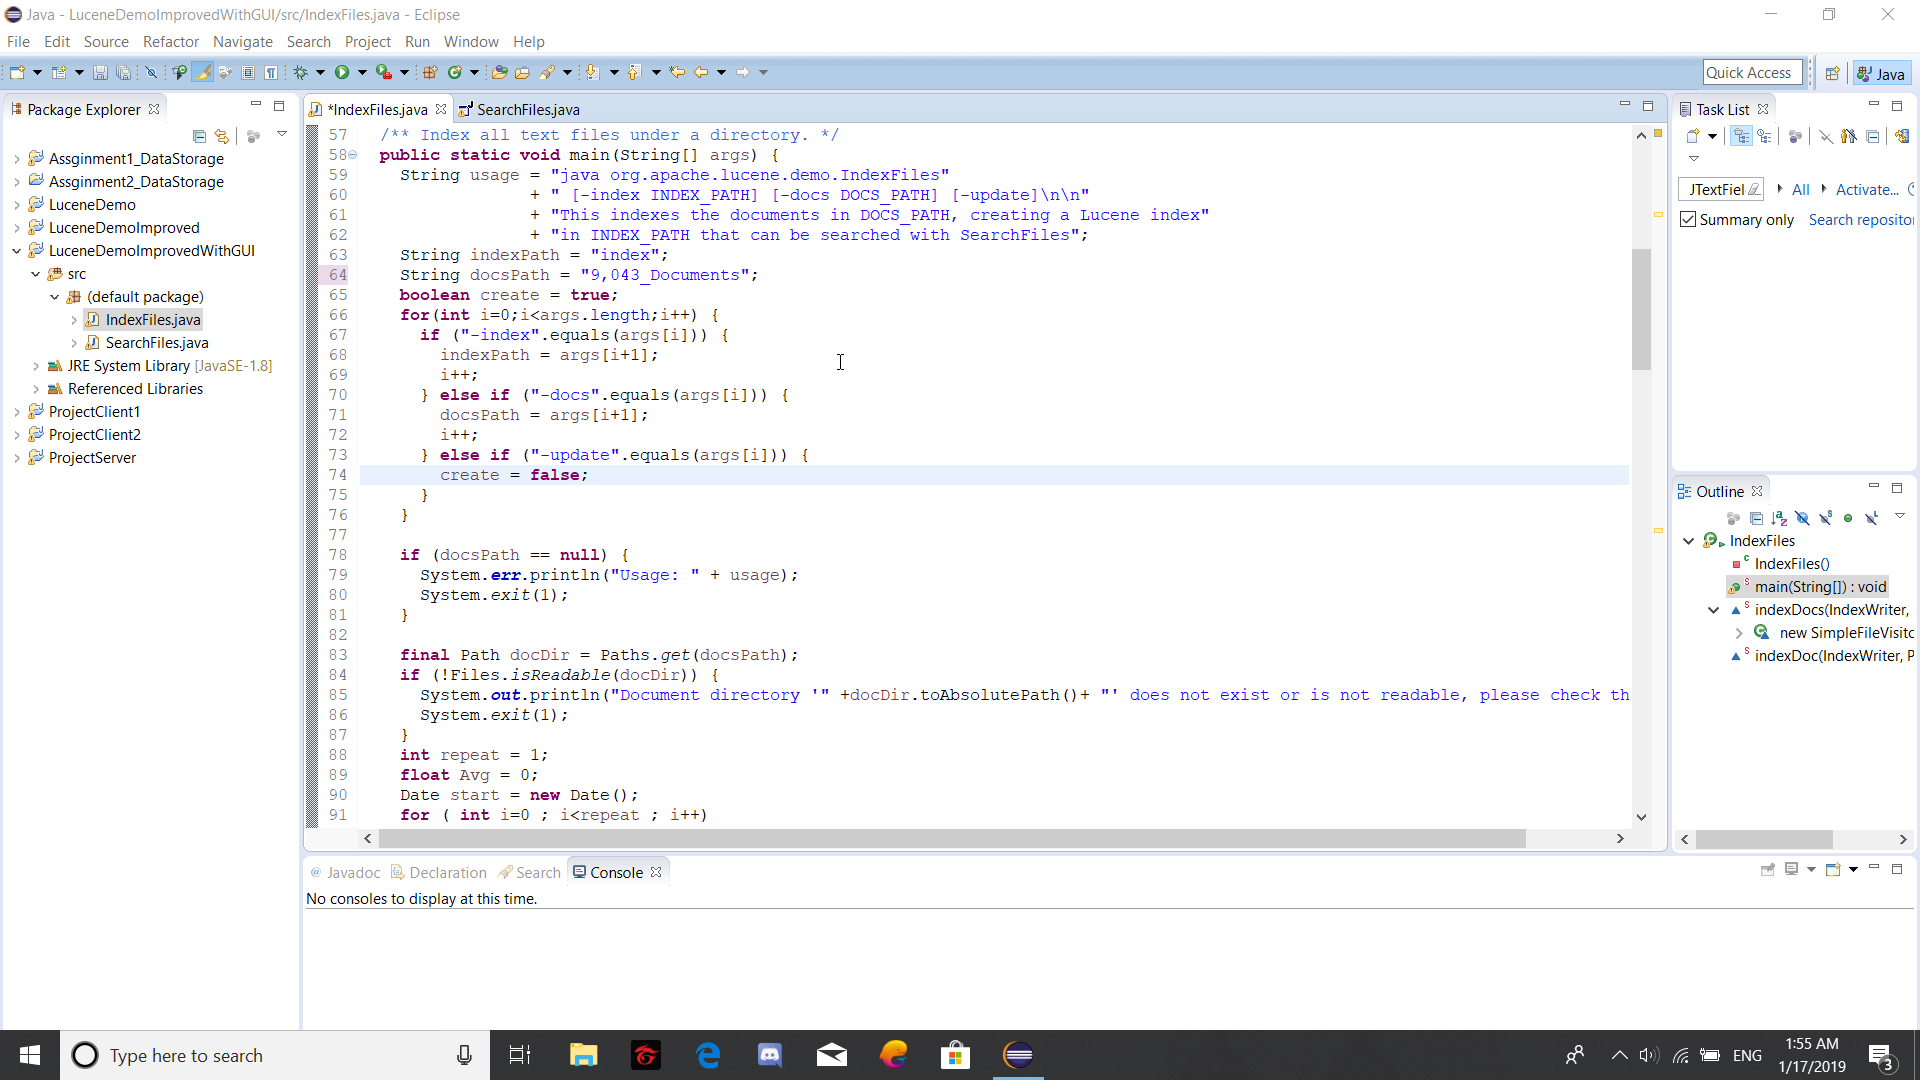 Java - LuceneDemoImprovedWithGUI/src/IndexFiles.java - Eclipse
File Edit Source Refactor Navigate Search Project Run Window Help
Quick Access
Java
Package Explorer
Assginment1_DataStorage
Assginment2_DataStorage
LuceneDemo
LuceneDemoImproved
LuceneDemoImprovedWithGUI
src
(default package)
IndexFiles.java
SearchFiles.java
JRE System Library [JavaSE-1.8]
Referenced Libraries
ProjectClient1
ProjectClient2
ProjectServer
*IndexFiles.java SearchFiles.java
57 /** Index all text files under a directory. */
58 public static void main(String[] args) {
59 String usage = "java org.apache.lucene.demo.IndexFiles"
60 + " [-index INDEX_PATH] [-docs DOCS_PATH] [-update]\n\n"
61 + "This indexes the documents in DOCS_PATH, creating a Lucene index"
62 + "in INDEX_PATH that can be searched with SearchFiles";
63 String indexPath = "index";
64 String docsPath = "9,043_Documents";
65 boolean create = true;
66 for(int i=0;i<args.length;i++) {
67 if ("-index".equals(args[i])) {
68 indexPath = args[i+1];
69 i++;
70 } else if ("-docs".equals(args[i])) {
71 docsPath = args[i+1];
72 i++;
73 } else if ("-update".equals(args[i])) {
74 create = false;
75 }
76 }
77
78 if (docsPath == null) {
79 System.err.println("Usage: " + usage);
80 System.exit(1);
81 }
82
83 final Path docDir = Paths.get(docsPath);
84 if (!Files.isReadable(docDir)) {
85 System.out.println("Document directory '" +docDir.toAbsolutePath()+ "' does not exist or is not readable, please check th
86 System.exit(1);
87 }
88 int repeat = 1;
89 float Avg = 0;
90 Date start = new Date();
91 for ( int i=0 ; i<repeat ; i++)
Task List
JTextFiel All Activate...
Summary only Search repositor
Outline
IndexFiles
IndexFiles()
main(String[]) : void
indexDocs(IndexWriter,
new SimpleFileVisito
indexDoc(IndexWriter, P
@ Javadoc Declaration Search Console
No consoles to display at this time.
Type here to search
ENG
1:55 AM
1/17/2019
3